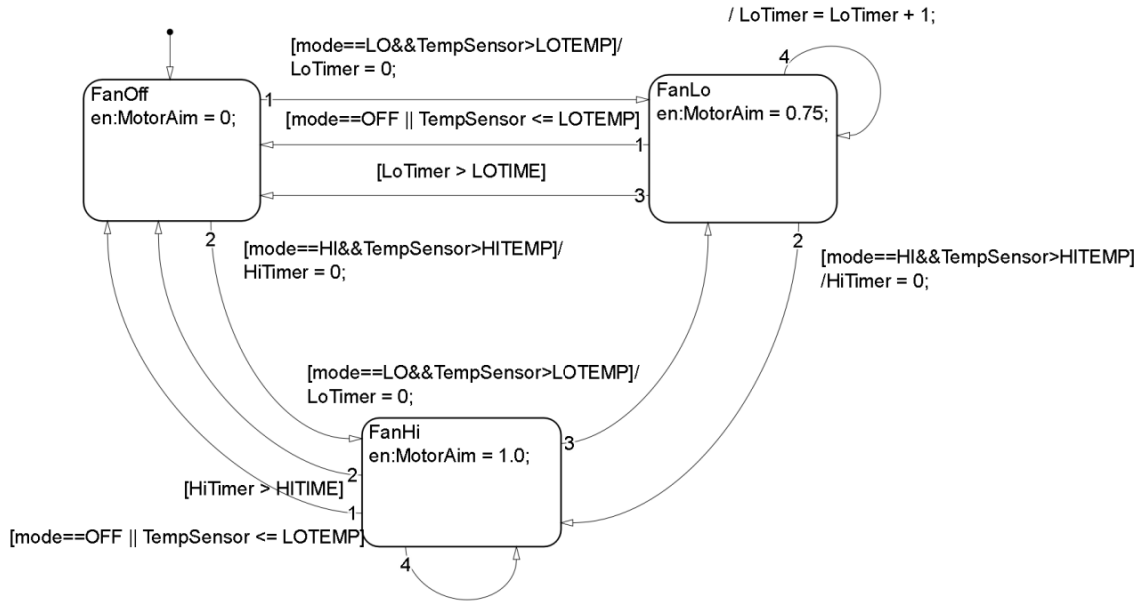 / LoTimer = LoTimer + 1;
[mode==LO&&TempSensor>LOTEMP]/
LoTimer = 0;
4
FanOff
en:MotorAim = 0;
1
FanLo
en:MotorAim = 0.75;
[mode==OFF || TempSensor <= LOTEMP]
1
[LoTimer > LOTIME]
3
2
[mode==HI&&TempSensor>HITEMP]/
HiTimer = 0;
2
[mode==HI&&TempSensor>HITEMP]
/HiTimer = 0;
[mode==LO&&TempSensor>LOTEMP]/
LoTimer = 0;
FanHi
en:MotorAim = 1.0;
3
2
[HiTimer > HITIME]
1
[mode==OFF || TempSensor <= LOTEMP]
4